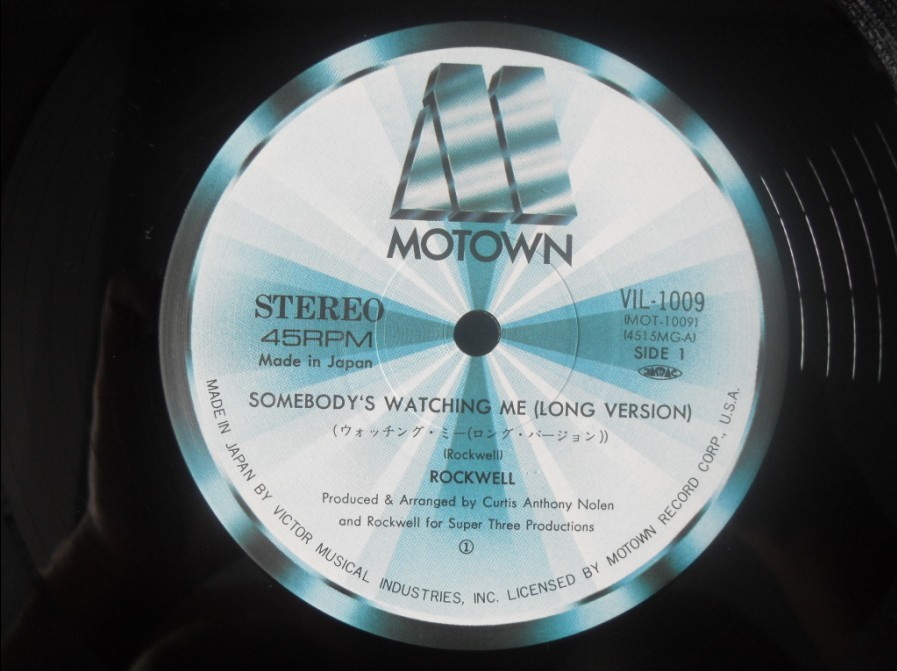 MOTOWN
STEREO
45RPM
Made in Japan
VIL-1009
(MOT-1009)
(4515MG-A)
SIDE 1
SOMEBODY'S WATCHING ME (LONG VERSION)
(ウォッチング・ミー(ロング・バージョン))
(Rockwell)
ROCKWELL
Produced & Arranged by Curtis Anthony Nolen
and Rockwell for Super Three Productions
①
MADE IN JAPAN BY VICTOR MUSICAL INDUSTRIES, INC. LICENSED BY MOTOWN RECORD CORP., U.S.A.